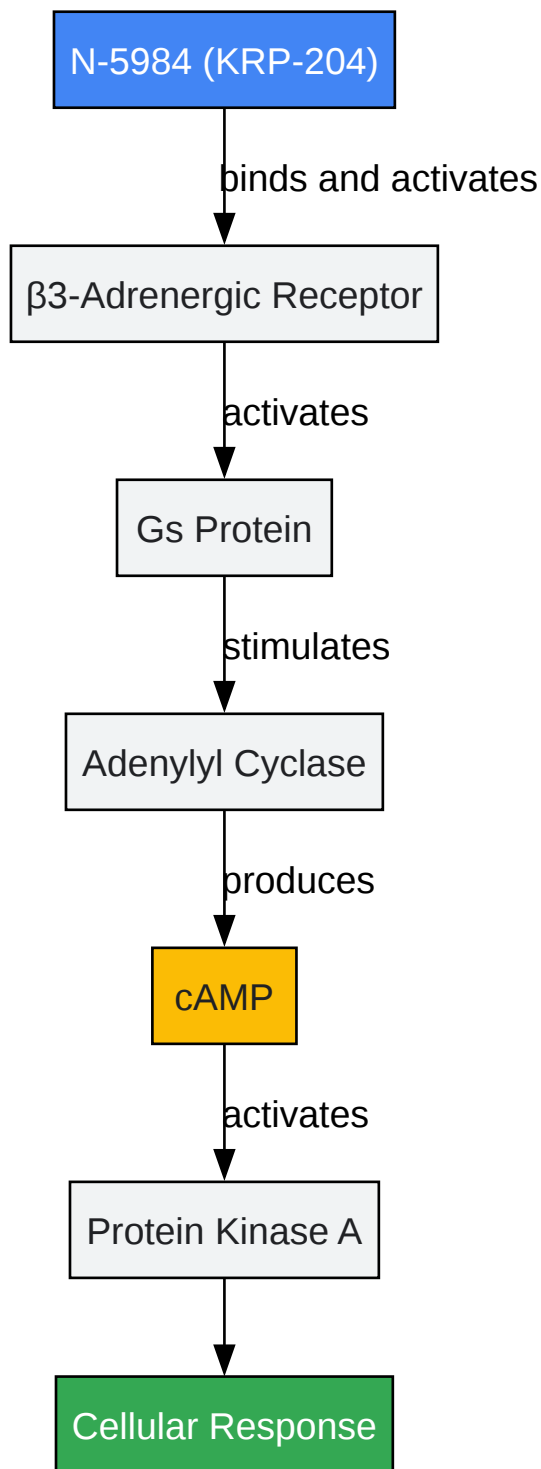 N-5984 (KRP-204)
binds and activates
β3-Adrenergic Receptor
activates
Gs Protein
stimulates
Adenylyl Cyclase
produces
cAMP
activates
Protein Kinase A
Cellular Response